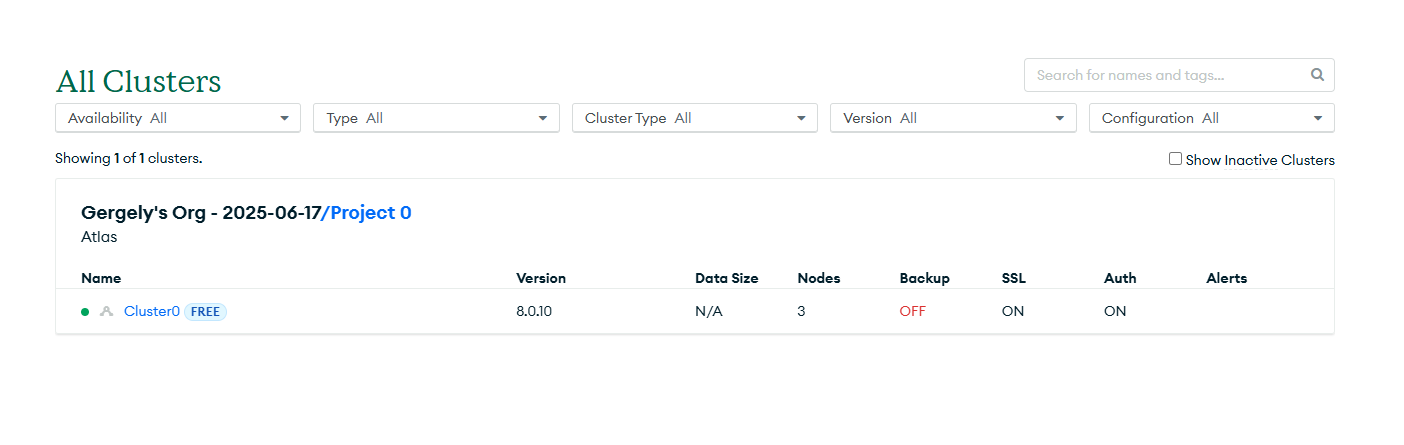 All Clusters
Search for names and tags...
Availability All
Type All
Cluster Type All
Version All
Configuration All
Showing 1 of 1 clusters.
Show Inactive Clusters
Gergely's Org - 2025-06-17/Project 0
Atlas
Name Version Data Size Nodes Backup SSL Auth Alerts
Cluster0 FREE 8.0.10 N/A 3 OFF ON ON